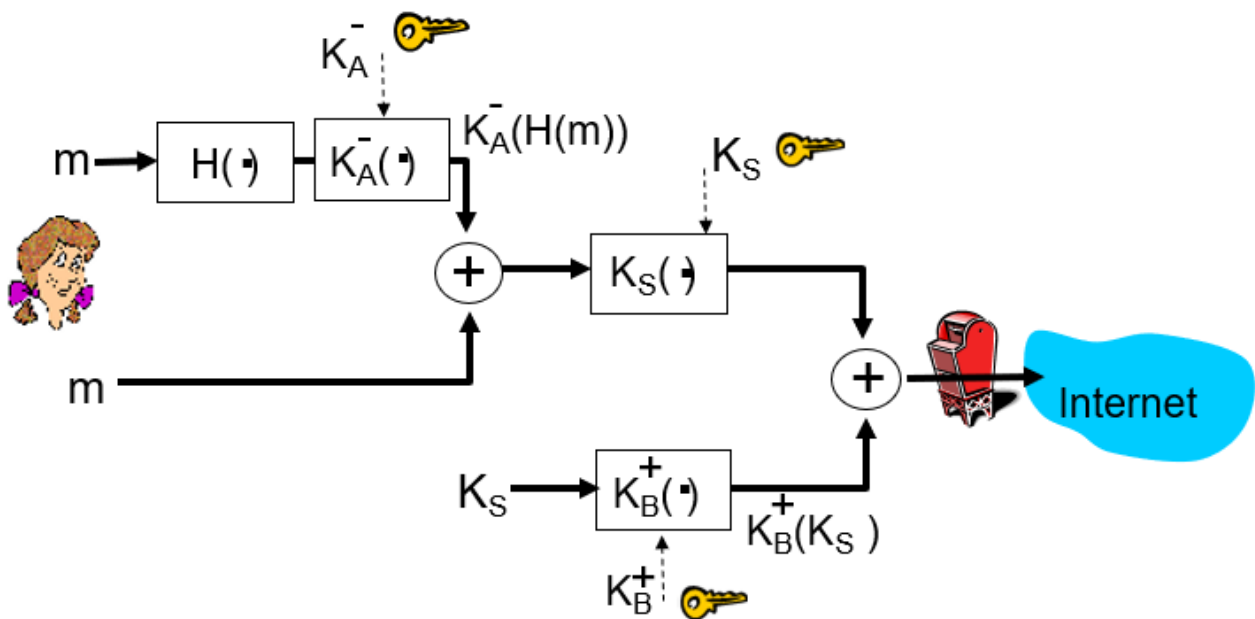 K_A^-
m
H(·)
K_A^-(·)
K_A^-(H(m))
K_S
+
K_S(·)
m
+
Internet
K_S
K_B^+(·)
K_B^+(K_S )
K_B^+